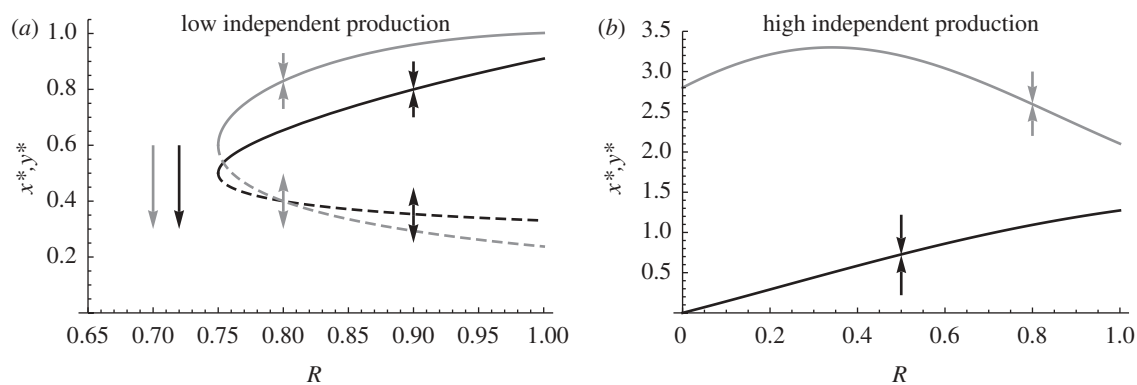 (a) low independent production
1.0
0.8
0.6
0.4
0.2
x*,y*
0.65 0.70 0.75 0.80 0.85 0.90 0.95 1.00
R
(b) high independent production
3.5
3.0
2.5
2.0
1.5
1.0
0.5
x*,y*
0 0.2 0.4 0.6 0.8 1.0
R